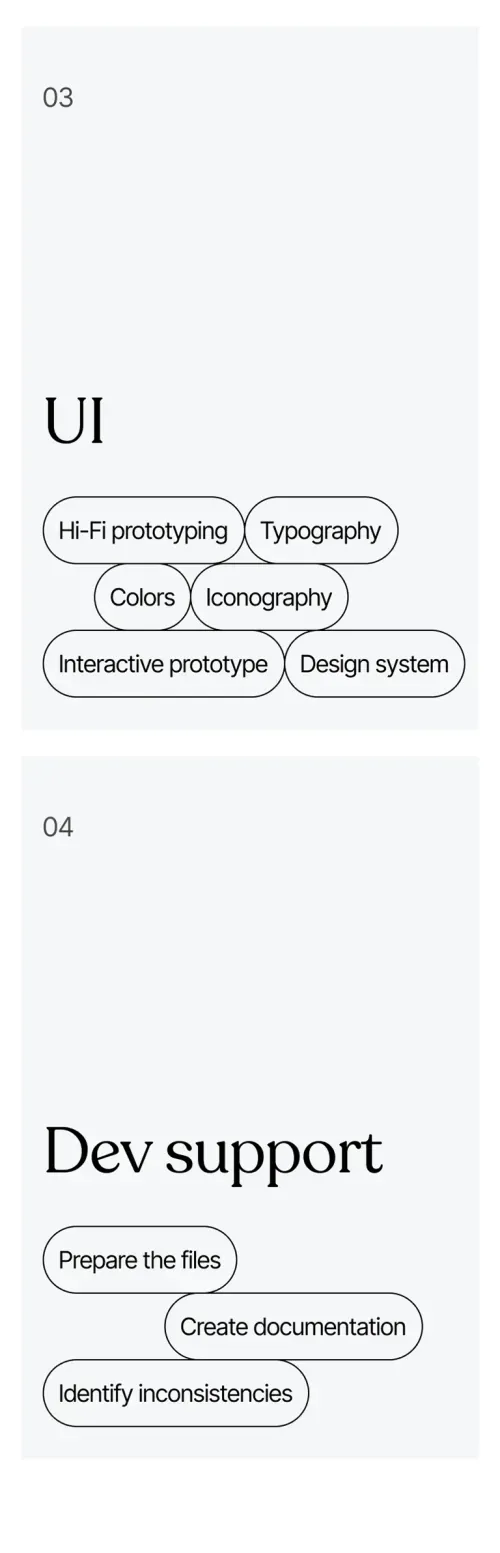 03
UI
Hi-Fi prototyping Typography
Colors Iconography
Interactive prototype Design system
04
Dev support
Prepare the files
Create documentation
Identify inconsistencies